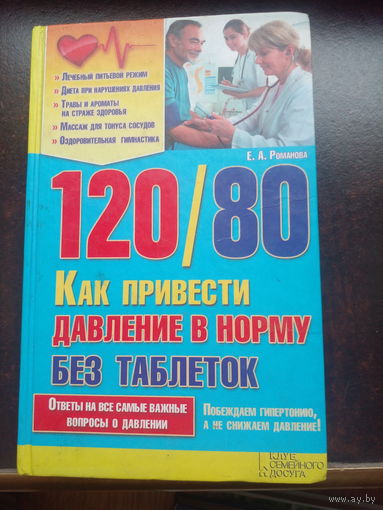 » Лечебный питьевой режим
» Диета при нарушениях давления
» Травы и ароматы
на страже здоровья
» Массаж для тонуса сосудов
» Оздоровительная гимнастика
Е. А. Романова
120/80
Как привести
давление в норму
без таблеток
Ответы на все самые важные
вопросы о давлении
Побеждаем гипертонию,
а не снижаем давление!
КЛУБ
СЕМЕЙНОГО
ДОСУГА
ay.by